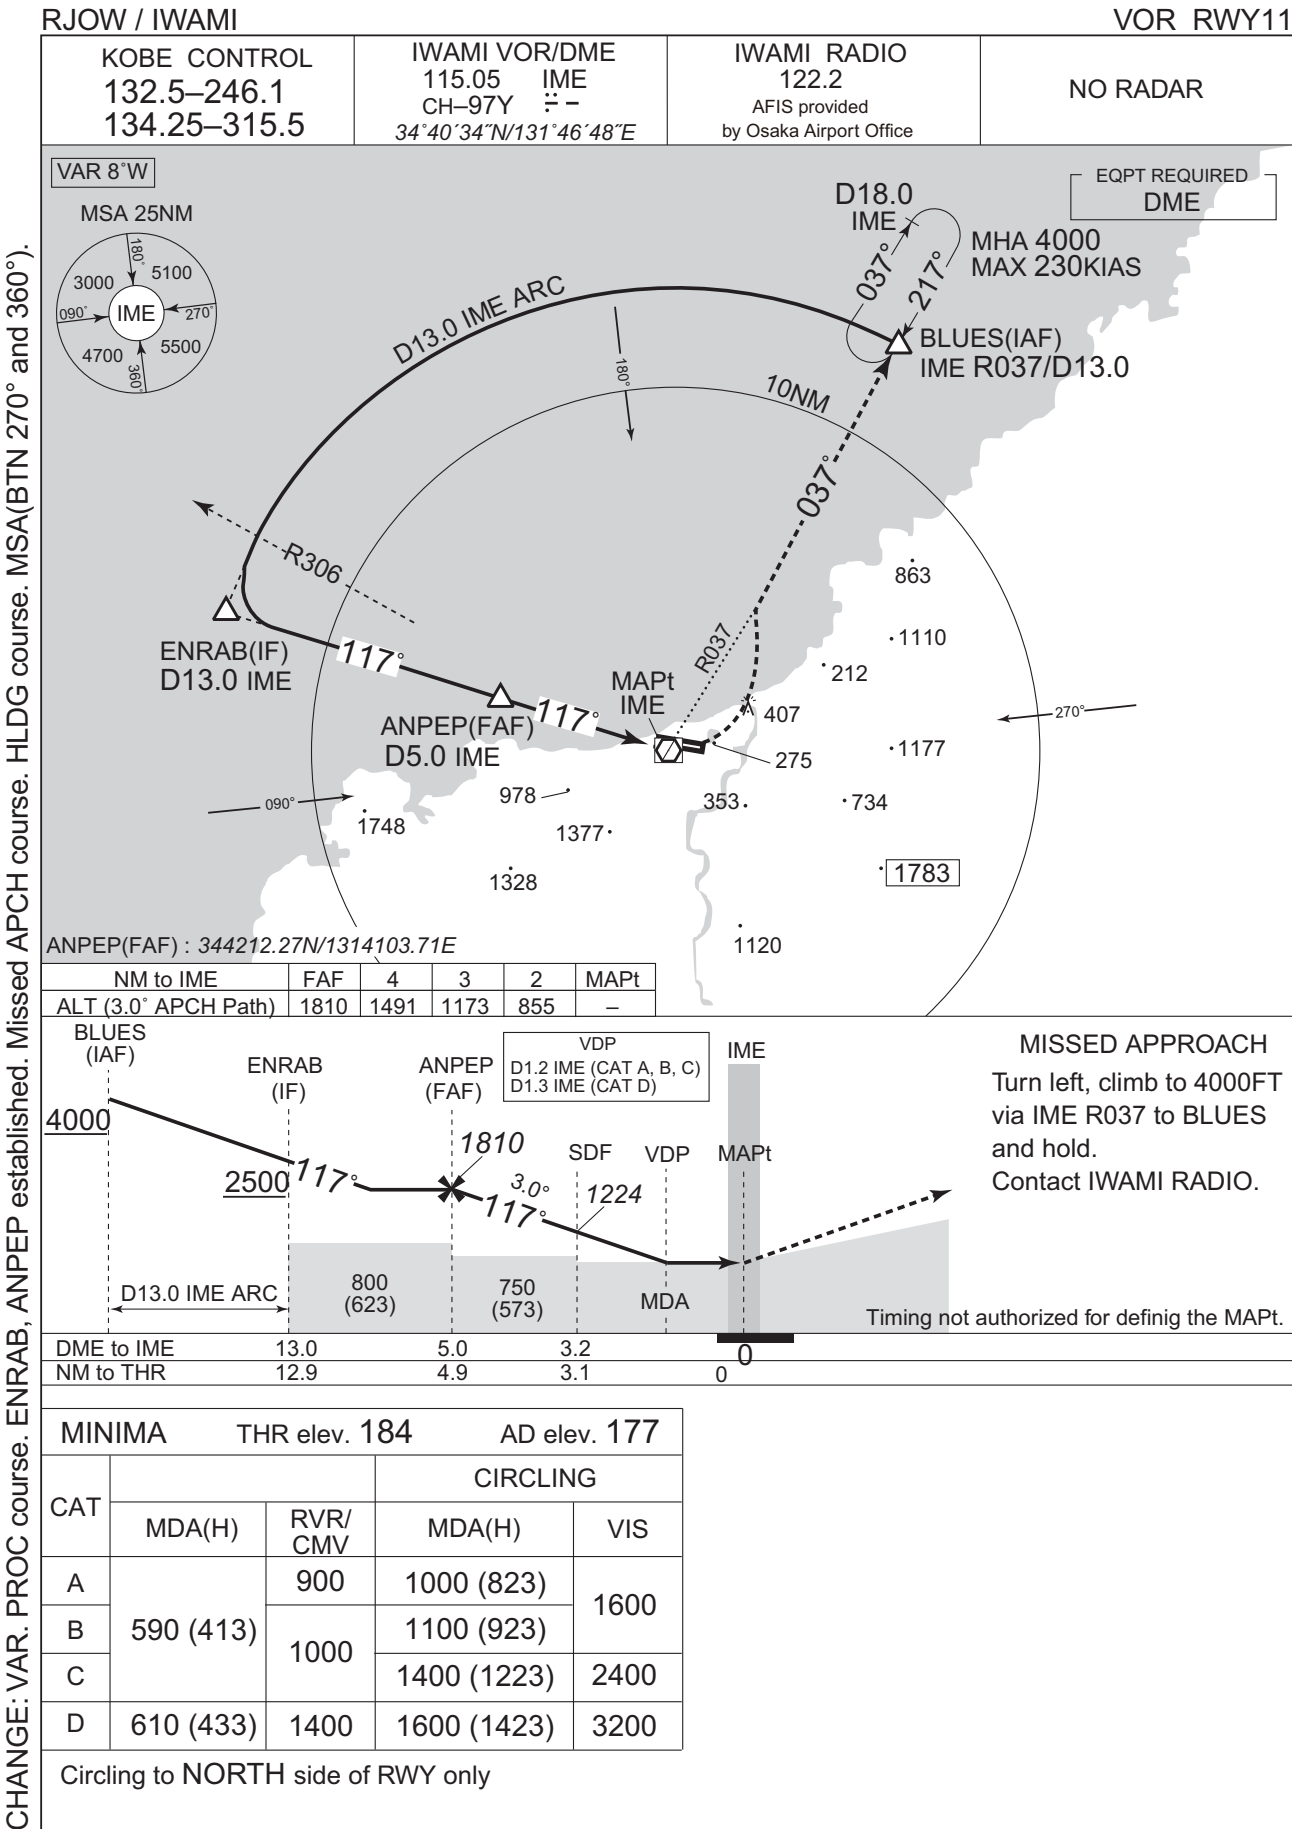 RJOW / IWAMI
VOR RWY11
KOBE CONTROL
132.5–246.1
134.25–315.5
IWAMI VOR/DME
115.05 IME
CH–97Y
34°40´34˝N/131°46´48˝E
IWAMI RADIO
122.2
AFIS provided
by Osaka Airport Office
NO RADAR
VAR 8°W
EQPT REQUIRED
DME
MSA 25NM
180°
3000
5100
090°
IME
270°
4700
5500
360°
D18.0
IME
037°
217°
MHA 4000
MAX 230KIAS
D13.0 IME ARC
BLUES(IAF)
IME R037/D13.0
180°
10NM
037°
R306
863
ENRAB(IF)
D13.0 IME
117°
R037
1110
212
MAPt
IME
ANPEP(FAF)
D5.0 IME
117°
407
270°
275
1177
090°
978
353
734
1748
1377
1328
1783
1120
ANPEP(FAF) : 344212.27N/1314103.71E
NM to IME FAF 4 3 2 MAPt
ALT (3.0° APCH Path) 1810 1491 1173 855 –
BLUES
(IAF)
ENRAB
(IF)
ANPEP
(FAF)
VDP
D1.2 IME (CAT A, B, C)
D1.3 IME (CAT D)
IME
MISSED APPROACH
Turn left, climb to 4000FT
via IME R037 to BLUES
and hold.
Contact IWAMI RADIO.
4000
2500
117°
1810
3.0°
117°
SDF
1224
VDP
MAPt
D13.0 IME ARC
800
(623)
750
(573)
MDA
Timing not authorized for definig the MAPt.
DME to IME 13.0 5.0 3.2 0
NM to THR 12.9 4.9 3.1 0
MINIMA THR elev. 184 AD elev. 177
CAT
CIRCLING
MDA(H)
RVR/
CMV
MDA(H)
VIS
A 590 (413) 900 1000 (823) 1600
B 1000 1100 (923)
C 1400 (1223) 2400
D 610 (433) 1400 1600 (1423) 3200
Circling to NORTH side of RWY only
CHANGE: VAR. PROC course. ENRAB, ANPEP established. Missed APCH course. HLDG course. MSA(BTN 270° and 360°).